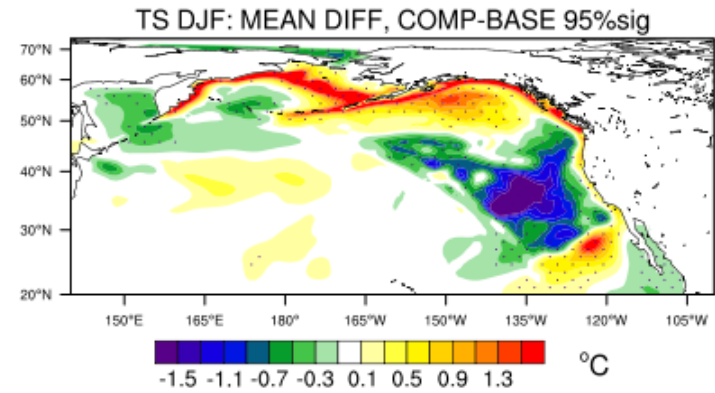 TS DJF: MEAN DIFF, COMP-BASE 95%sig
70°N
60°N
50°N
40°N
30°N
20°N
150°E 165°E 180° 165°W 150°W 135°W 120°W 105°W
-1.5 -1.1 -0.7 -0.3 0.1 0.5 0.9 1.3 °C